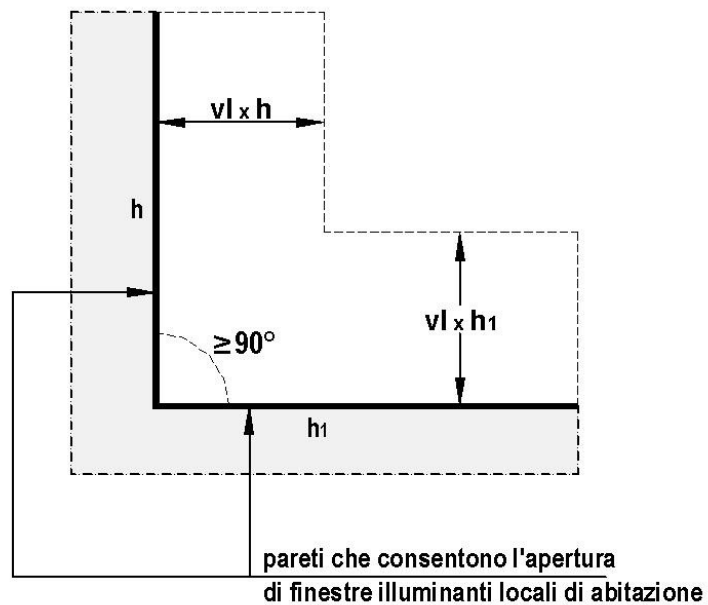 vl x h
h
vl x h1
≥90°
h1
pareti che consentono l'apertura
di finestre illuminanti locali di abitazione